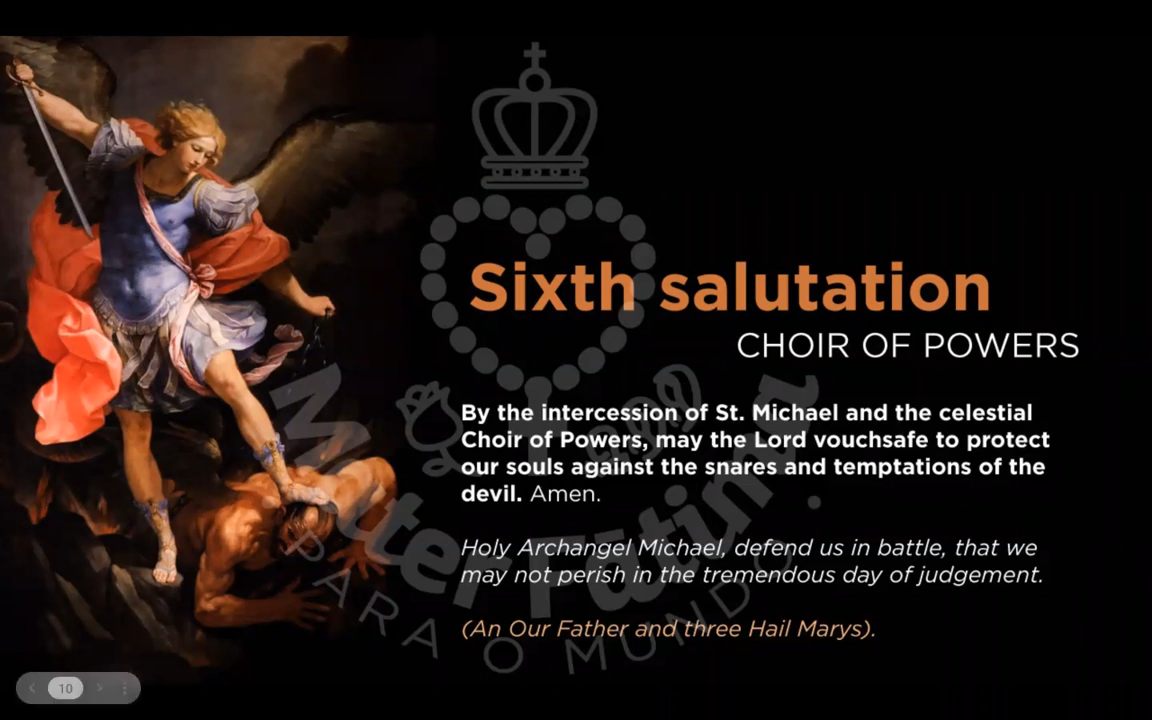 Sixth salutation
CHOIR OF POWERS
By the intercession of St. Michael and the celestial
Choir of Powers, may the Lord vouchsafe to protect
our souls against the snares and temptations of the
devil. Amen.
Holy Archangel Michael, defend us in battle, that we
may not perish in the tremendous day of judgement.
(An Our Father and three Hail Marys).
Mater Fátima
PARA O MUNDO
10